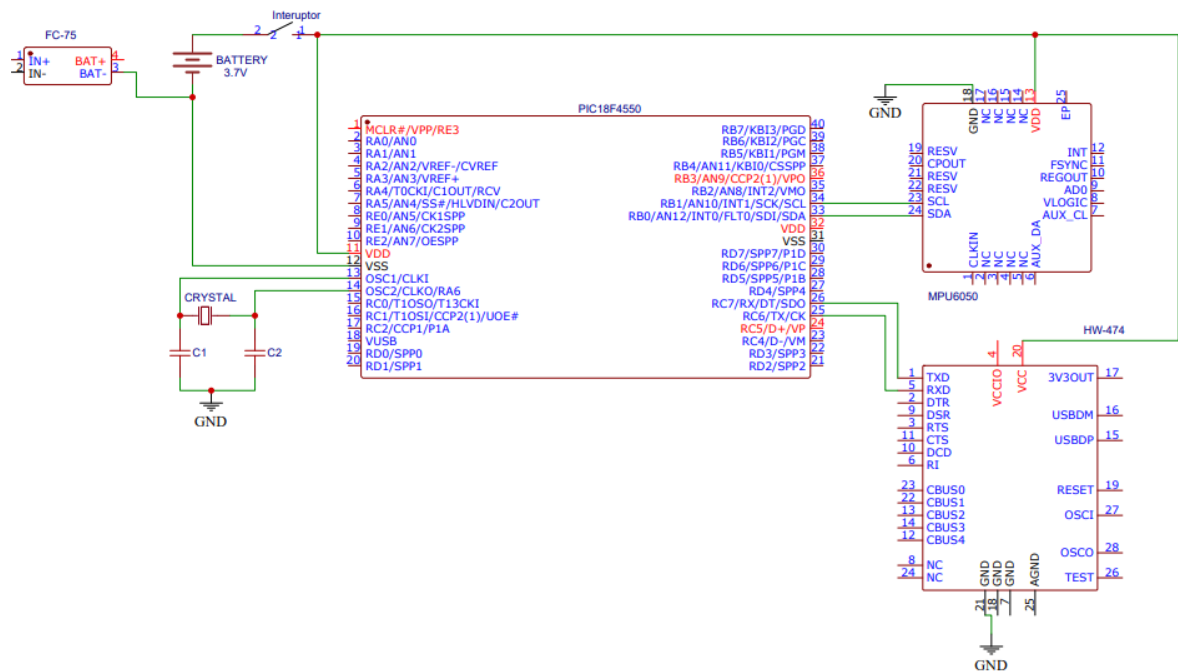 Interuptor
FC-75
1 IN+ BAT+ 4
2 IN- BAT- 3
BATTERY
3.7V
2 2 1 1
PIC18F4550
1 MCLR#/VPP/RE3
2 RA0/AN0
3 RA1/AN1
4 RA2/AN2/VREF-/CVREF
5 RA3/AN3/VREF+
6 RA4/T0CKI/C1OUT/RCV
7 RA5/AN4/SS#/HLVDIN/C2OUT
8 RE0/AN5/CK1SPP
9 RE1/AN6/CK2SPP
10 RE2/AN7/OESPP
11 VDD
12 VSS
13 OSC1/CLKI
14 OSC2/CLKO/RA6
15 RC0/T1OSO/T13CKI
16 RC1/T1OSI/CCP2(1)/UOE#
17 RC2/CCP1/P1A
18 VUSB
19 RD0/SPP0
20 RD1/SPP1
RB7/KBI3/PGD 40
RB6/KBI2/PGC 39
RB5/KBI1/PGM 38
RB4/AN11/KBI0/CSSPP 37
RB3/AN9/CCP2(1)/VPO 36
RB2/AN8/INT2/VMO 35
RB1/AN10/INT1/SCK/SCL 34
RB0/AN12/INT0/FLT0/SDI/SDA 33
VDD 32
VSS 31
RD7/SPP7/P1D 30
RD6/SPP6/P1C 29
RD5/SPP5/P1B 28
RD4/SPP4 27
RC7/RX/DT/SDO 26
RC6/TX/CK 25
RC5/D+/VP 24
RC4/D-/VM 23
RD3/SPP3 22
RD2/SPP2 21
CRYSTAL
C1 C2
GND
GND
18 GND
17 NC
16 NC
15 NC
14 NC
13 VDD
25 EP
19 RESV
20 CPOUT
21 RESV
22 RESV
23 SCL
24 SDA
INT 12
FSYNC 11
REGOUT 10
AD0 9
VLOGIC 8
AUX_CL 7
1 CLKIN
2 NC
3 NC
4 NC
5 NC
6 AUX_DA
MPU6050
HW-474
4 VCCIO
20 VCC
1 TXD
5 RXD
2 DTR
9 DSR
3 RTS
11 CTS
10 DCD
6 RI
23 CBUS0
22 CBUS1
13 CBUS2
14 CBUS3
12 CBUS4
8 NC
24 NC
3V3OUT 17
USBDM 16
USBDP 15
RESET 19
OSCI 27
OSCO 28
TEST 26
21 GND
18 GND
7 GND
25 AGND
GND